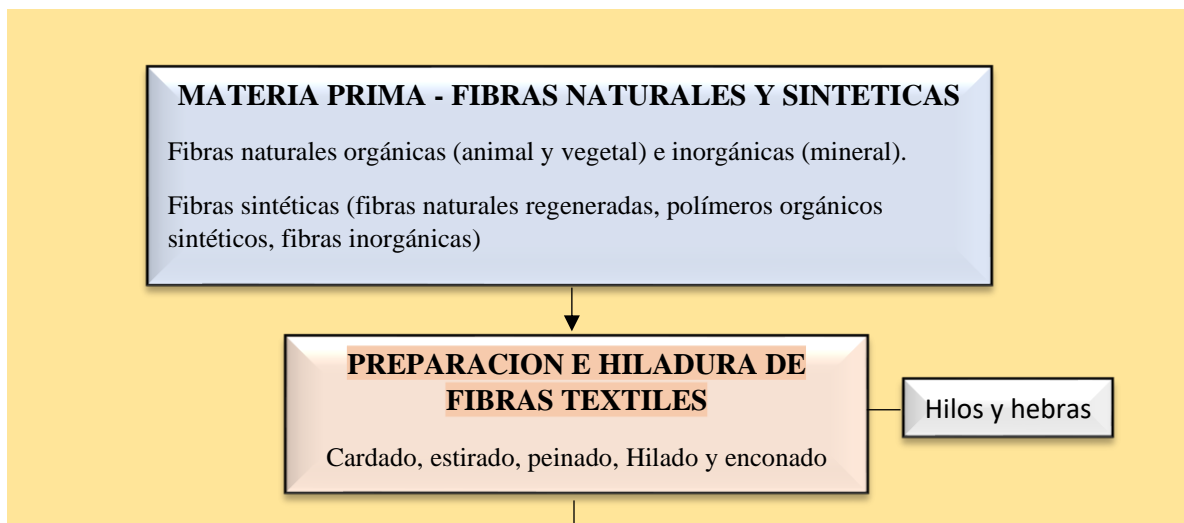 MATERIA PRIMA - FIBRAS NATURALES Y SINTETICAS
Fibras naturales orgánicas (animal y vegetal) e inorgánicas (mineral).
Fibras sintéticas (fibras naturales regeneradas, polímeros orgánicos
sintéticos, fibras inorgánicas)
PREPARACION E HILADURA DE
FIBRAS TEXTILES
Cardado, estirado, peinado, Hilado y enconado
Hilos y hebras